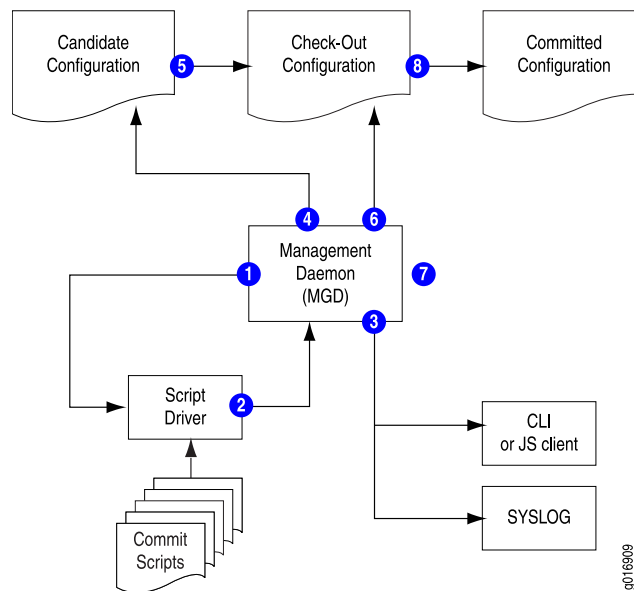 Candidate
Configuration
5
Check-Out
Configuration
8
Committed
Configuration
4
6
Management
Daemon
(MGD)
1
7
3
Script
Driver
2
CLI
or JS client
SYSLOG
Commit
Scripts
g016909